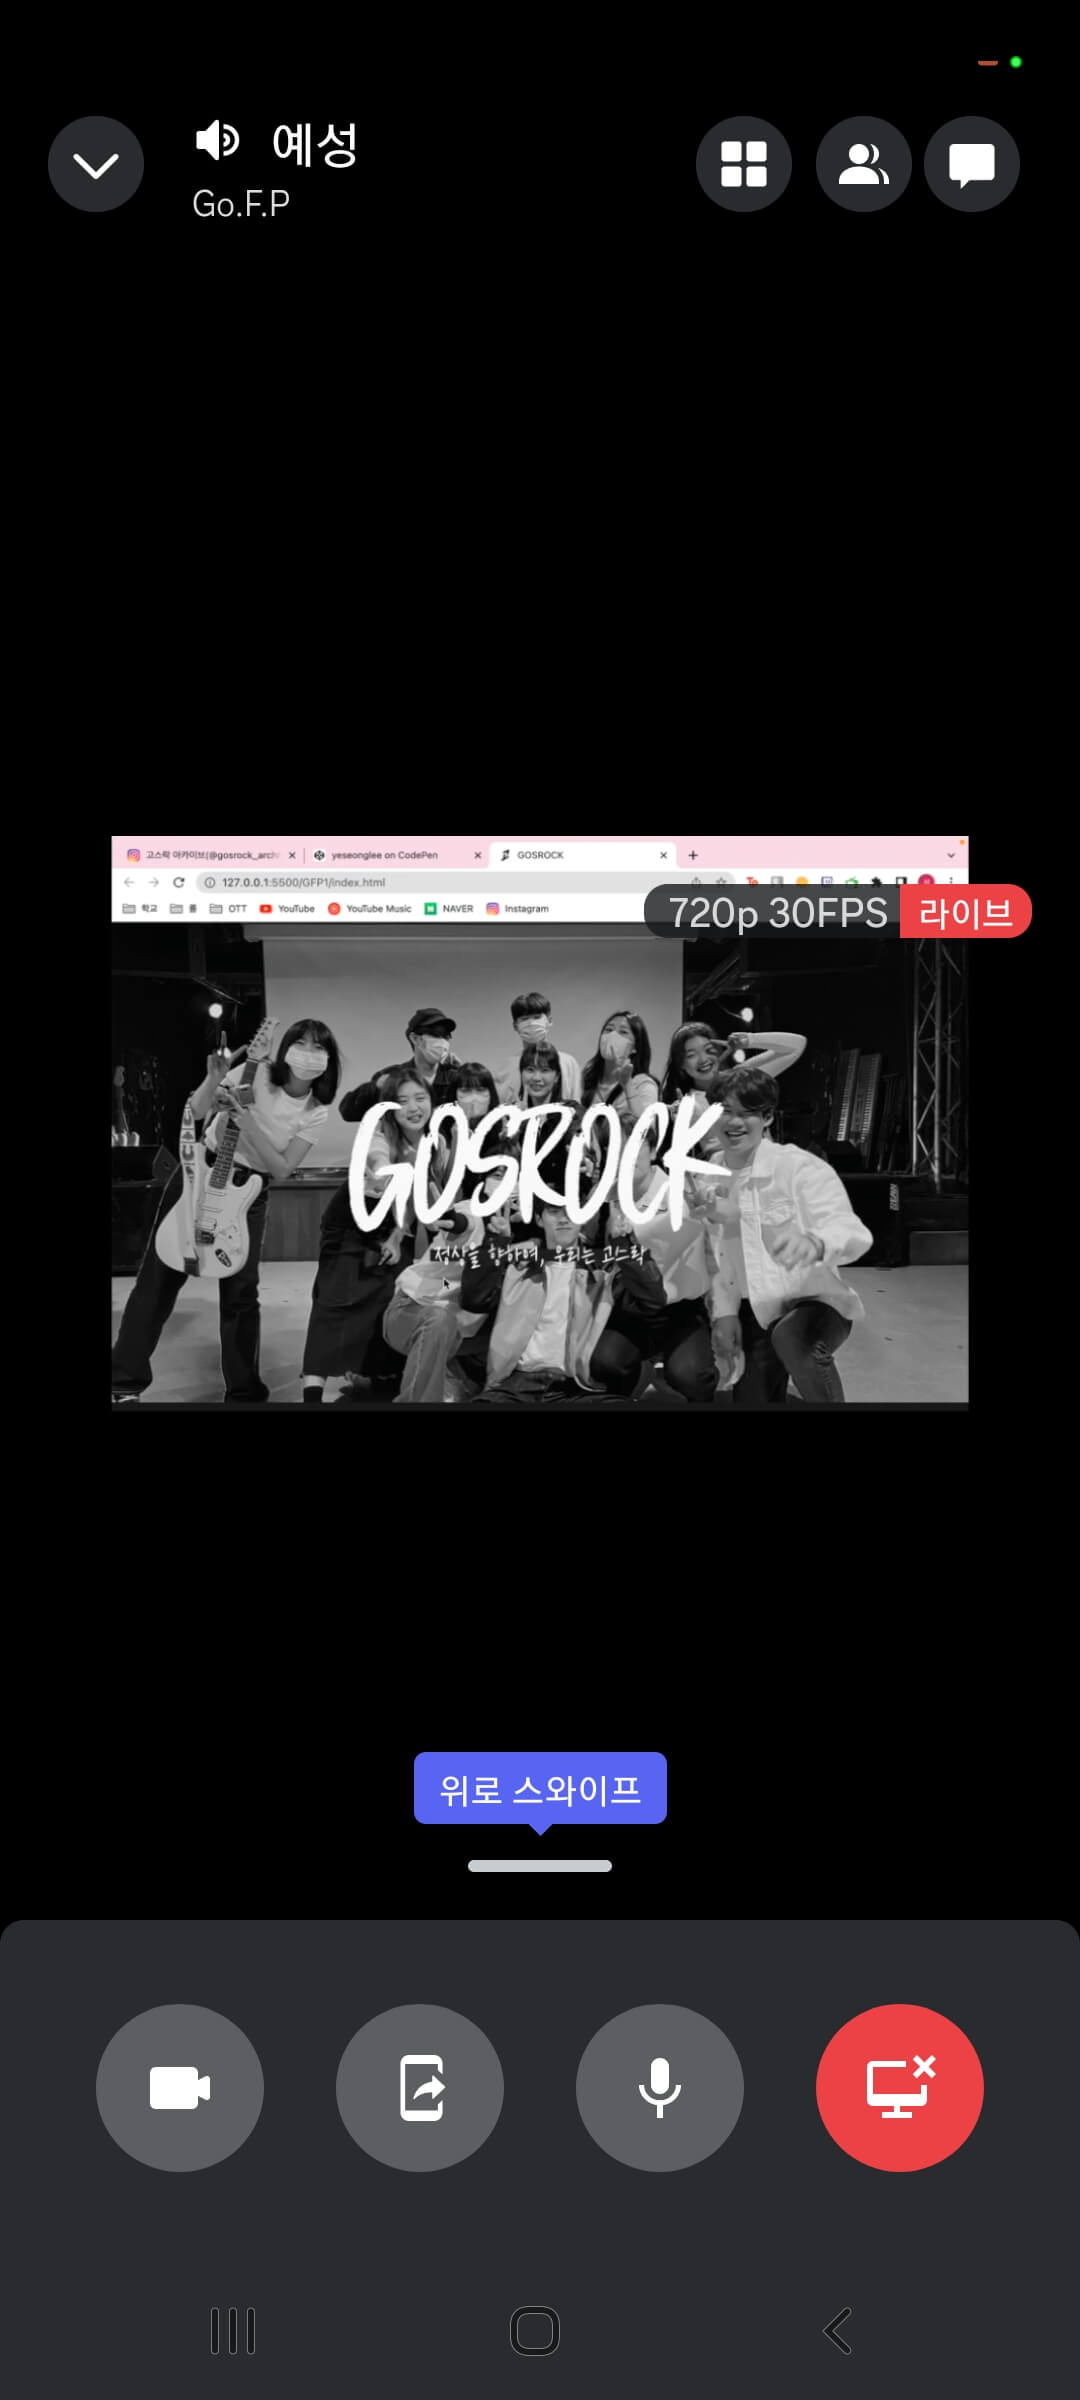 예성
Go.F.P
고스락 아카이브(@gosrock_archi
yeseonglee on CodePen
GOSROCK
127.0.0.1:5500/GFP1/index.html
학교
OTT
YouTube
YouTube Music
NAVER
Instagram
720p 30FPS
라이브
GOSROCK
정상을 향하여, 우리는 고스락
위로 스와이프